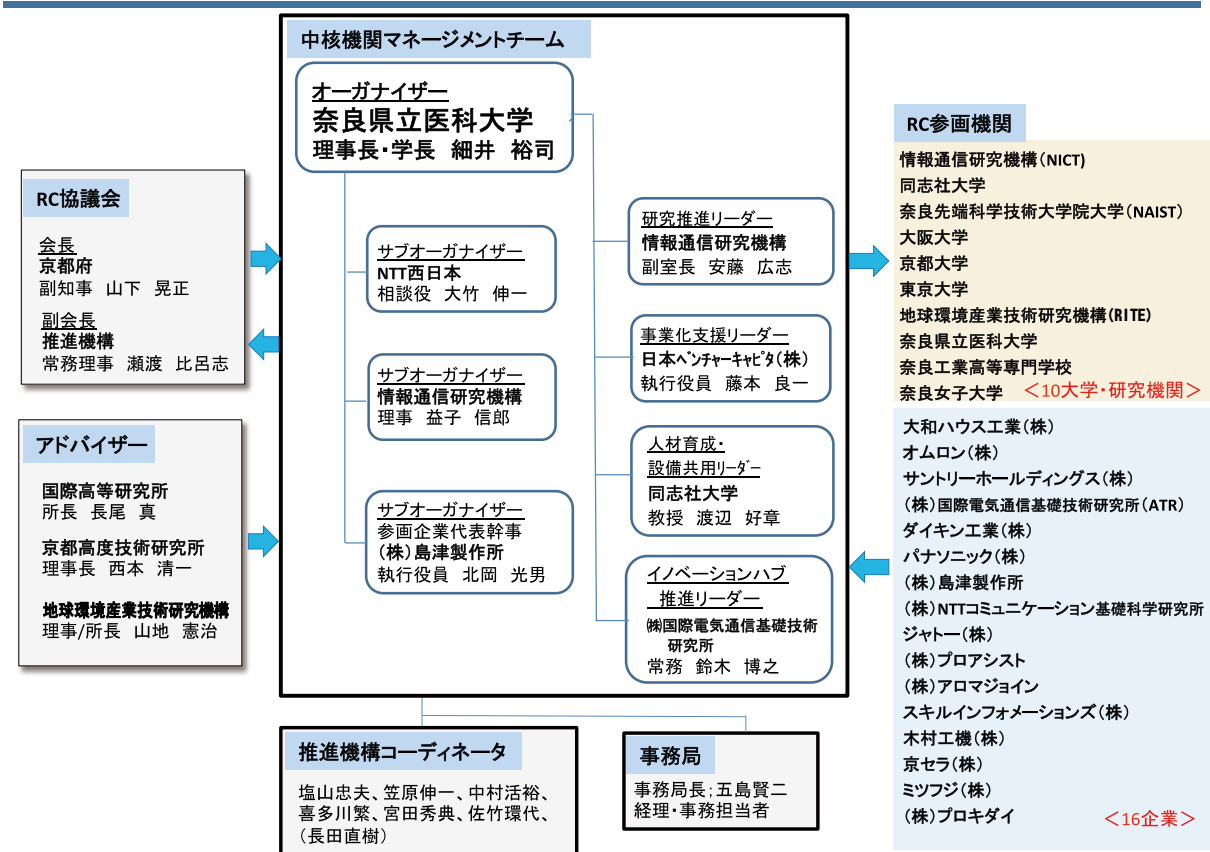 中核機関マネージメントチーム
オーガナイザー
奈良県立医科大学
理事長・学長 細井 裕司
サブオーガナイザー
NTT西日本
相談役 大竹 伸一
サブオーガナイザー
情報通信研究機構
理事 益子 信郎
サブオーガナイザー
参画企業代表幹事
(株)島津製作所
執行役員 北岡 光男
研究推進リーダー
情報通信研究機構
副室長 安藤 広志
事業化支援リーダー
日本ベンチャーキャピタ(株)
執行役員 藤本 良一
人材育成・
設備共用リーダー
同志社大学
教授 渡辺 好章
イノベーションハブ
推進リーダー
㈱国際電気通信基礎技術
研究所
常務 鈴木 博之
RC協議会
会長
京都府
副知事 山下 晃正
副会長
推進機構
常務理事 瀬渡 比呂志
アドバイザー
国際高等研究所
所長 長尾 真
京都高度技術研究所
理事長 西本 清一
地球環境産業技術研究機構
理事/所長 山地 憲治
RC参画機関
情報通信研究機構(NICT)
同志社大学
奈良先端科学技術大学院大学(NAIST)
大阪大学
京都大学
東京大学
地球環境産業技術研究機構(RITE)
奈良県立医科大学
奈良工業高等専門学校
奈良女子大学 <10大学・研究機関>
大和ハウス工業(株)
オムロン(株)
サントリーホールディングス(株)
(株)国際電気通信基礎技術研究所(ATR)
ダイキン工業(株)
パナソニック(株)
(株)島津製作所
(株)NTTコミュニケーション基礎科学研究所
ジャトー(株)
(株)プロアシスト
(株)アロマジョイン
スキルインフォメーションズ(株)
木村工機(株)
京セラ(株)
ミツフジ(株)
(株)プロキダイ <16企業>
推進機構コーディネータ
塩山忠夫、笠原伸一、中村活裕、
喜多川繁、宮田秀典、佐竹環代、
(長田直樹)
事務局
事務局長;五島賢二
経理・事務担当者